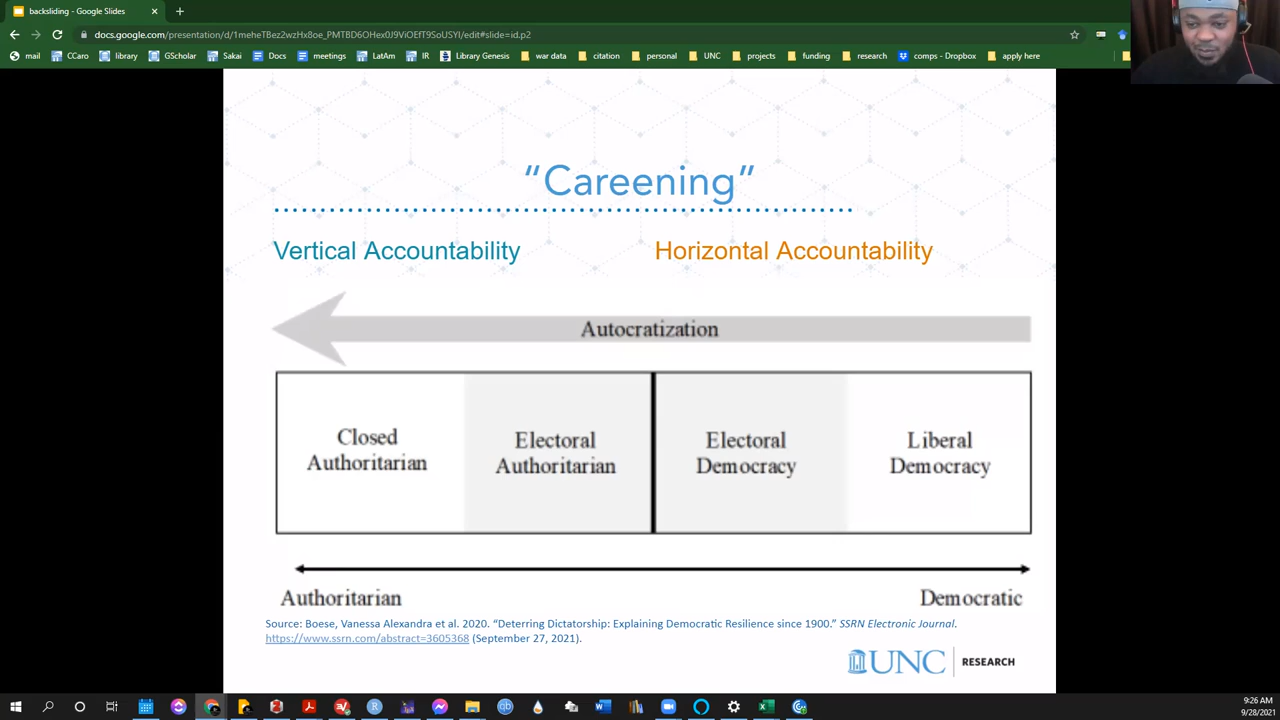 backsliding - Google Slides
docs.google.com/presentation/d/1meheTBez2wzHx8oe_PMTBD6OHex0J9ViOEfT9SoUSYI/edit#slide=id.p2
mail CCaro library GScholar Sakai Docs meetings LatAm IR Library Genesis war data citation personal UNC projects funding research comps - Dropbox apply here
“Careening”
Vertical Accountability
Horizontal Accountability
Autocratization
Closed
Authoritarian
Electoral
Authoritarian
Electoral
Democracy
Liberal
Democracy
Authoritarian
Democratic
Source: Boese, Vanessa Alexandra et al. 2020. “Deterring Dictatorship: Explaining Democratic Resilience since 1900.” SSRN Electronic Journal.
https://www.ssrn.com/abstract=3605368 (September 27, 2021).
UNC RESEARCH
9:26 AM
9/28/2021